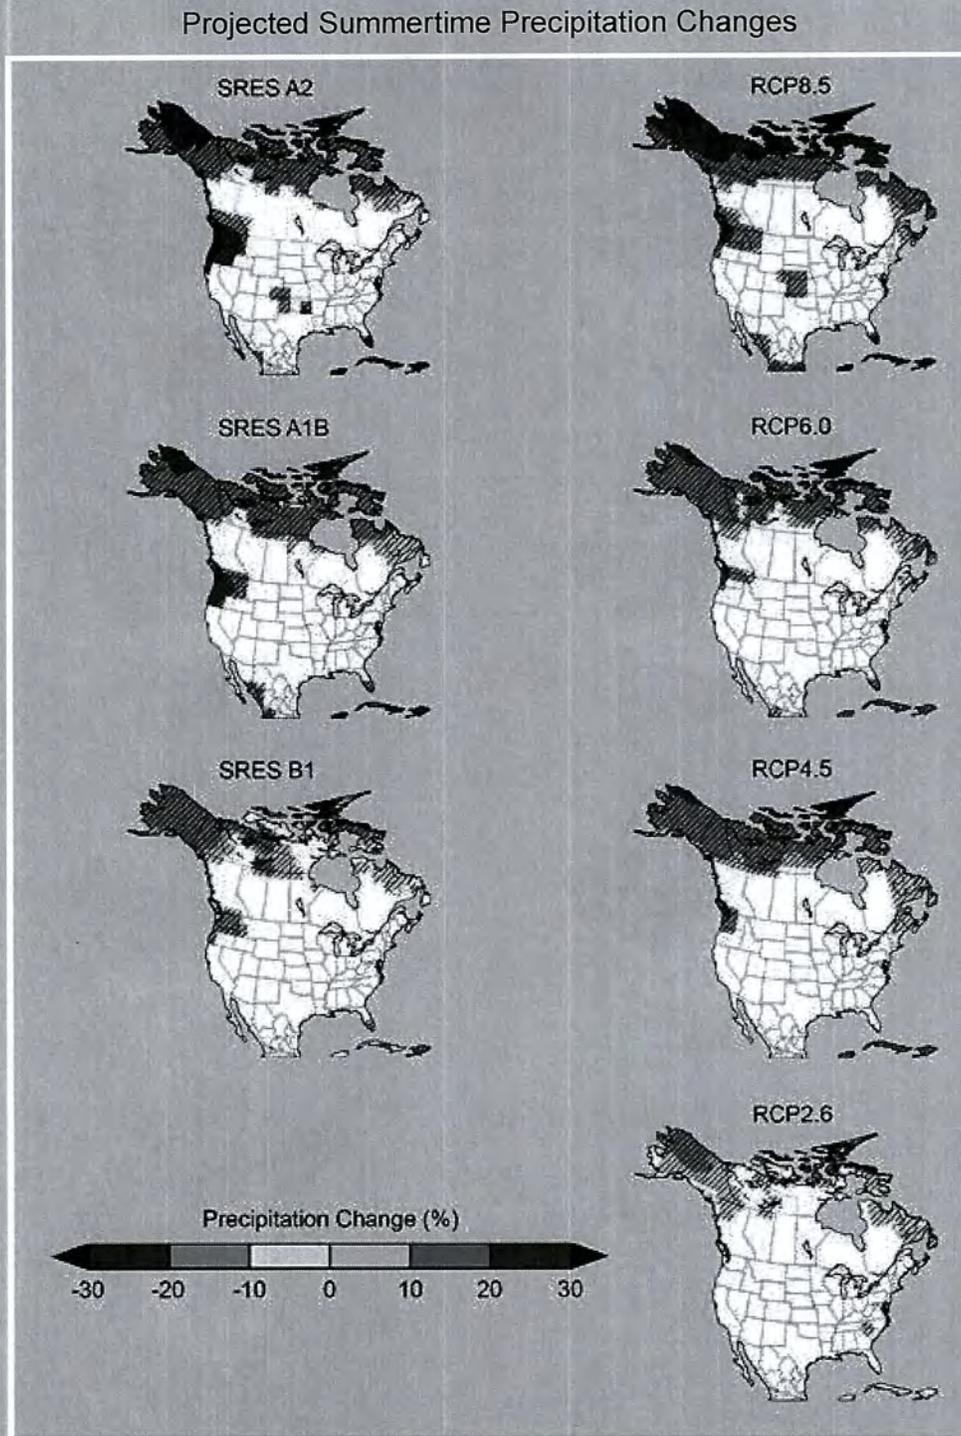 Projected Summertime Precipitation Changes
SRES A2
RCP8.5
SRES A1B
RCP6.0
SRES B1
RCP4.5
RCP2.6
Precipitation Change (%)
-30 -20 -10 0 10 20 30